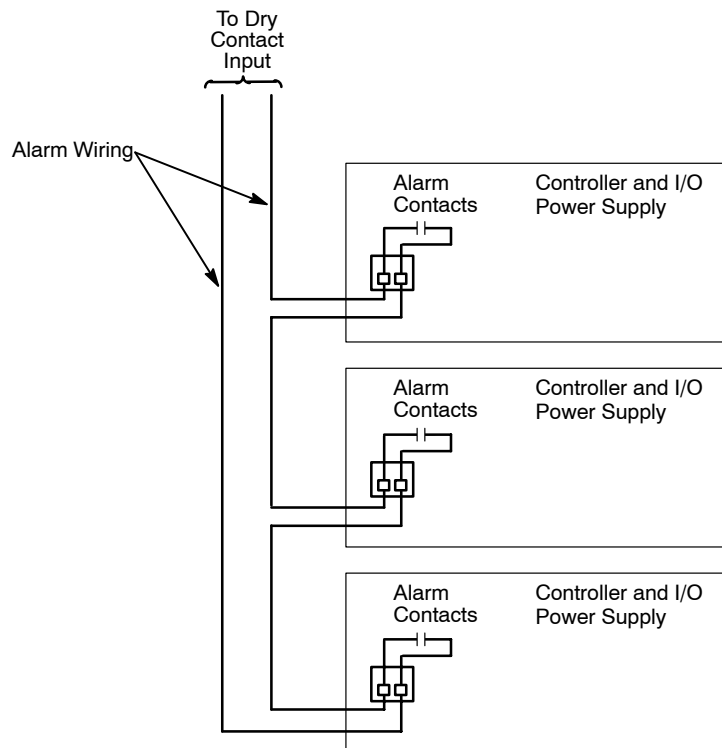 To Dry
Contact
Input
Alarm Wiring
Alarm
Contacts
Controller and I/O
Power Supply
Alarm
Contacts
Controller and I/O
Power Supply
Alarm
Contacts
Controller and I/O
Power Supply